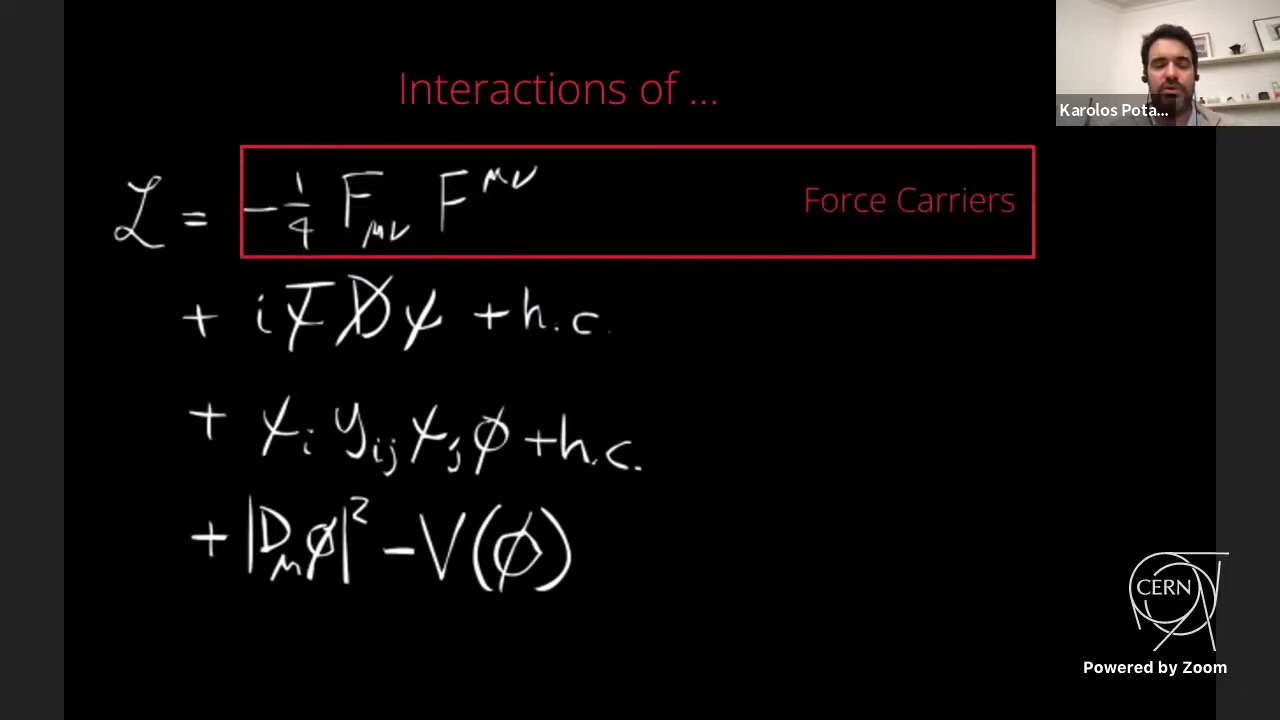 Interactions of ...
Karolos Pota...
ℒ = -1/4 F_μν F^μν
Force Carriers
+ i ψ̄ D̸ ψ + h.c.
+ ψ_i y_ij ψ_j ϕ + h.c.
+ |D_μ ϕ|² - V(ϕ)
CERN
Powered by Zoom